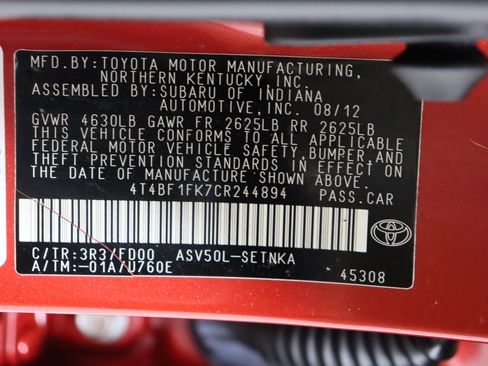 MFD.BY:TOYOTA MOTOR MANUFACTURING,
NORTHERN KENTUCKY, INC.
ASSEMBLED BY:SUBARU OF INDIANA
AUTOMOTIVE,INC. 08/12
GVWR 4630LB GAWR FR 2625LB RR 2625LB
THIS VEHICLE CONFORMS TO ALL APPLICABLE
FEDERAL MOTOR VEHICLE SAFETY,BUMPER,AND
THEFT PREVENTION STANDARDS IN EFFECT ON
THE DATE OF MANUFACTURE SHOWN ABOVE.
4T4BF1FK7CR244894 PASS.CAR
C/TR:3R3/FD00 ASV50L-SETNKA
A/TM:-01A/U760E
45308